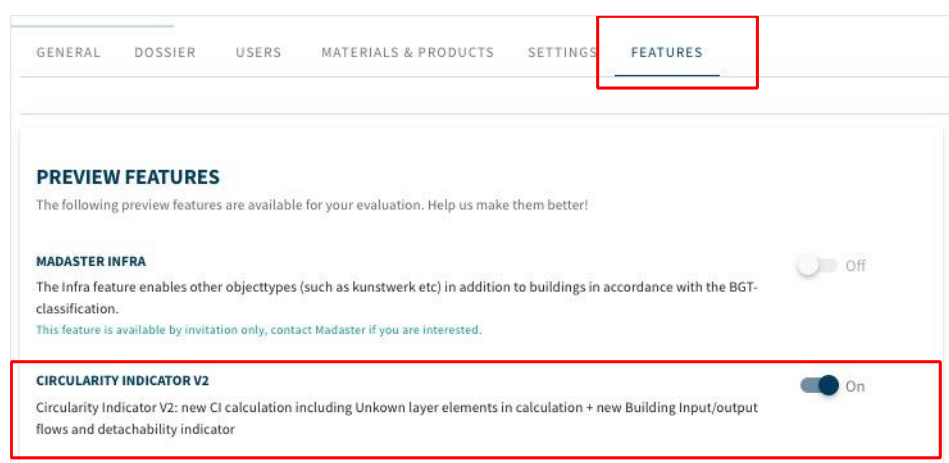 GENERAL DOSSIER USERS MATERIALS & PRODUCTS SETTINGS FEATURES
PREVIEW FEATURES
The following preview features are available for your evaluation. Help us make them better!
MADASTER INFRA
Off
The Infra feature enables other objecttypes (such as kunstwerk etc) in addition to buildings in accordance with the BGT-
classification.
This feature is available by invitation only, contact Madaster if you are interested.
CIRCULARITY INDICATOR V2
On
Circularity Indicator V2: new CI calculation including Unkown layer elements in calculation + new Building Input/output
flows and detachability indicator